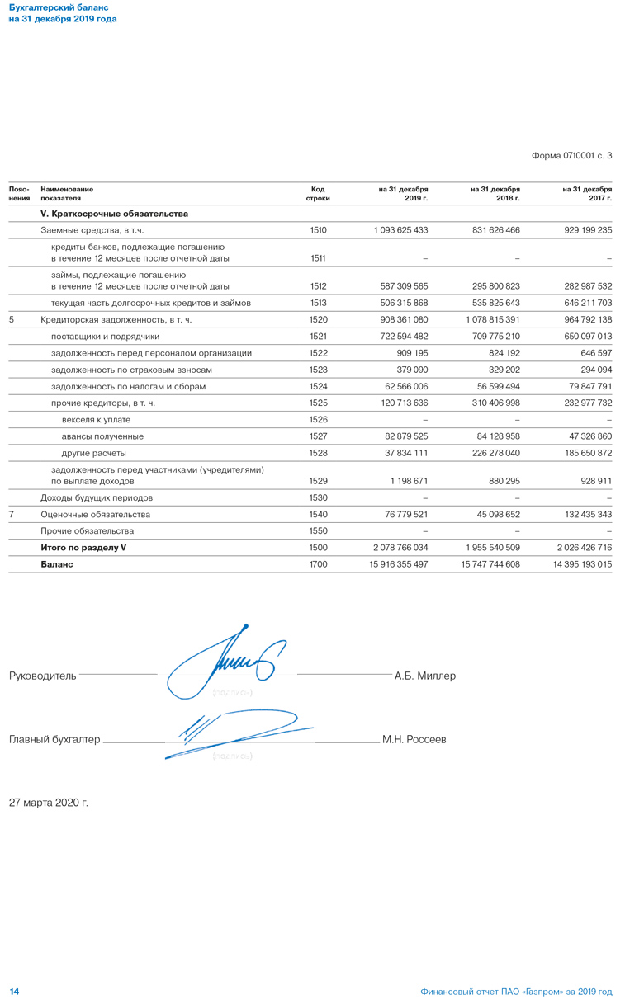 Бухгалтерский баланс
на 31 декабря 2019 года
Форма 0710001 с. 3
Пояс- Наименование Код на 31 декабря на 31 декабря на 31 декабря
нения показателя строки 2019 г. 2018 г. 2017 г.
V. Краткосрочные обязательства
Заемные средства, в т.ч. 1510 1 093 625 433 831 626 466 929 199 235
кредиты банков, подлежащие погашению
в течение 12 месяцев после отчетной даты 1511 – – –
займы, подлежащие погашению
в течение 12 месяцев после отчетной даты 1512 587 309 565 295 800 823 282 987 532
текущая часть долгосрочных кредитов и займов 1513 506 315 868 535 825 643 646 211 703
5 Кредиторская задолженность, в т. ч. 1520 908 361 080 1 078 815 391 964 792 138
поставщики и подрядчики 1521 722 594 482 709 775 210 650 097 013
задолженность перед персоналом организации 1522 909 195 824 192 646 597
задолженность по страховым взносам 1523 379 090 329 202 294 094
задолженность по налогам и сборам 1524 62 566 006 56 599 494 79 847 791
прочие кредиторы, в т. ч. 1525 120 713 636 310 406 998 232 977 732
векселя к уплате 1526 – – –
авансы полученные 1527 82 879 525 84 128 958 47 326 860
другие расчеты 1528 37 834 111 226 278 040 185 650 872
задолженность перед участниками (учредителями)
по выплате доходов 1529 1 198 671 880 295 928 911
Доходы будущих периодов 1530 – – –
7 Оценочные обязательства 1540 76 779 521 45 098 652 132 435 343
Прочие обязательства 1550 – – –
Итого по разделу V 1500 2 078 766 034 1 955 540 509 2 026 426 716
Баланс 1700 15 916 355 497 15 747 744 608 14 395 193 015
Руководитель А.Б. Миллер
(подпись)
Главный бухгалтер М.Н. Россеев
(подпись)
27 марта 2020 г.
14 Финансовый отчет ПАО «Газпром» за 2019 год